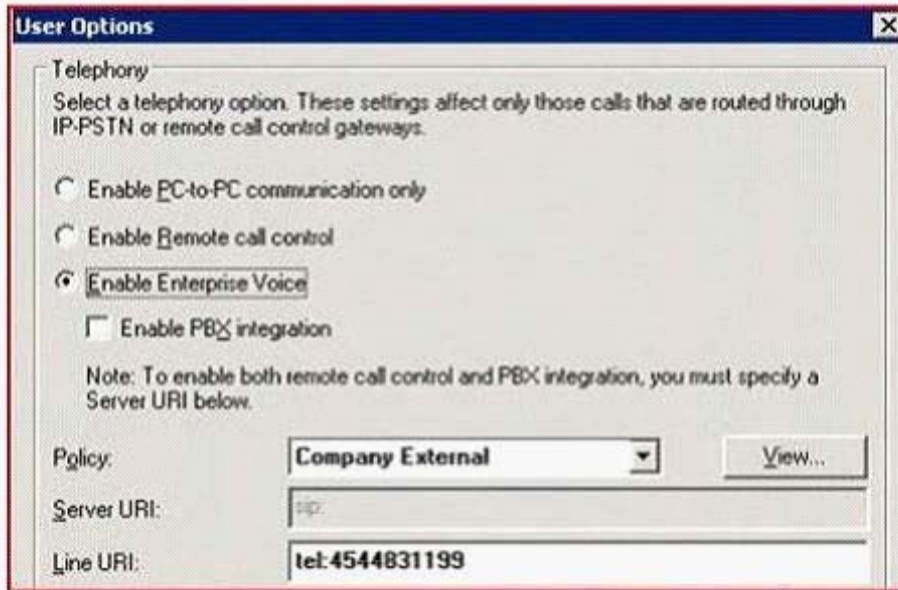 User Options
Telephony
Select a telephony option. These settings affect only those calls that are routed through
IP-PSTN or remote call control gateways.
Enable PC-to-PC communication only
Enable Remote call control
Enable Enterprise Voice
Enable PBX integration
Note: To enable both remote call control and PBX integration, you must specify a
Server URI below.
Policy: Company External View...
Server URI: sip:
Line URI: tel:4544831199